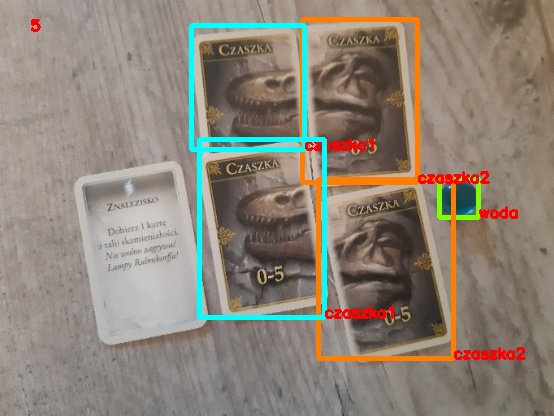 5
CZASZKA
CZASZKA
czaszka1
CZASZKA
0-5
czaszka1
CZASZKA
0-5
czaszka2
czaszka2
woda
ZNALEZISKO
Dobierz 1 kartę
z talii skamieniałości.
Nie wolno zagrywać
Lampy Ruhmkorffa!